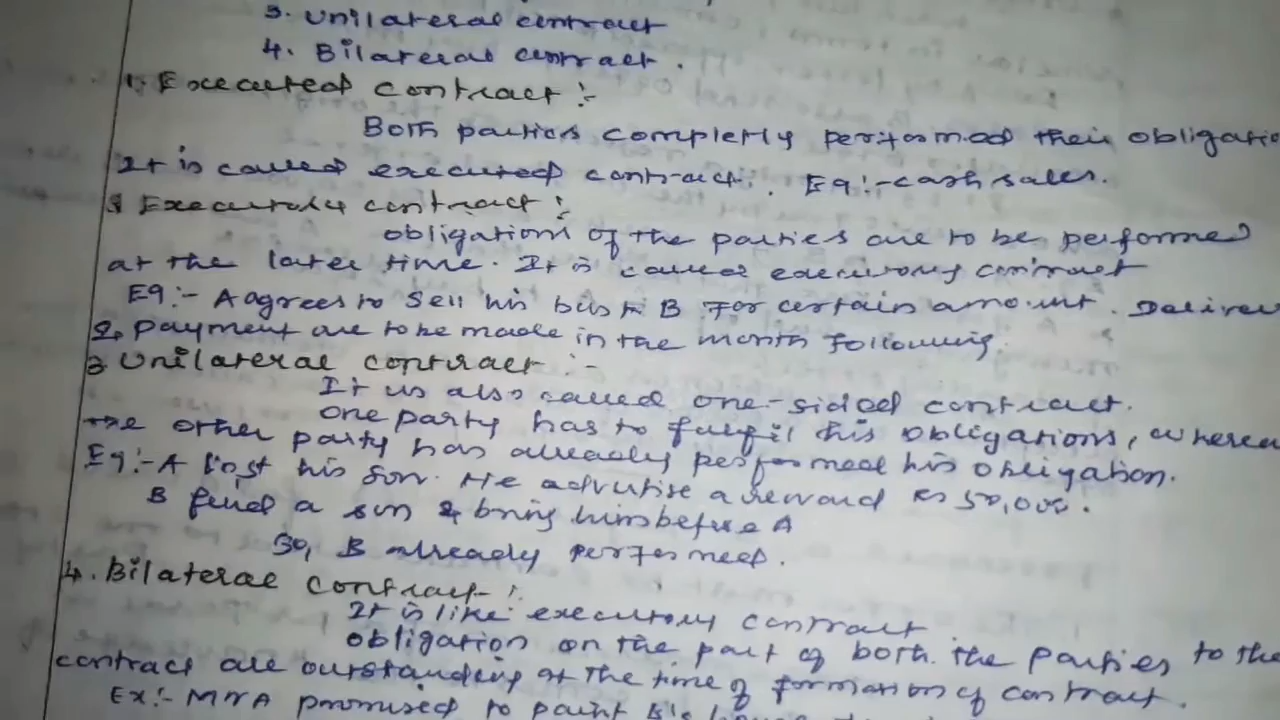 3. Unilateral contract
4. Bilateral contract.
1. Executed contract :-
Both parties completly performed their obligatio
It is called executed contract. Eg:- cash sales.
Executory contract :
obligations of the parties are to be performed
at the later time. It is called executory contract
Eg:- A agrees to sell his bus to B for certain amount. Deliver
& payment are to be made in the month following.
3. Unilateral contract :-
It is also called one-sided contract.
one party has to fulfil his obligations, wherea
the other party has already performed his obligation.
Eg:- A lost his son. He advertise a reward Rs 50,000.
B find a son & bring him before A
So, B already performed.
4. Bilateral contract :
It is like executory contract
obligation on the part of both the parties to the
contract are outstanding at the time of formation of contract.
Ex:- Mr A promised to paint B's house